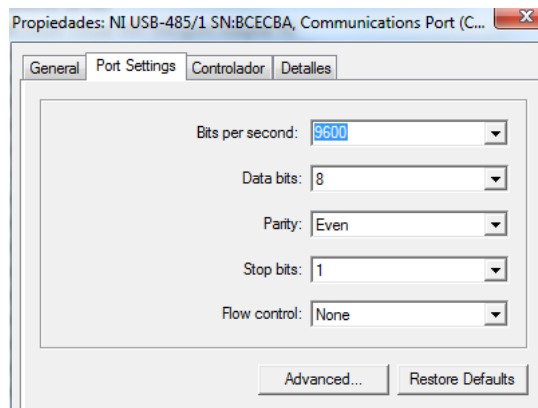 Propiedades: NI USB-485/1 SN:BCECBA, Communications Port (C...
General Port Settings Controlador Detalles
Bits per second: 9600
Data bits: 8
Parity: Even
Stop bits: 1
Flow control: None
Advanced... Restore Defaults